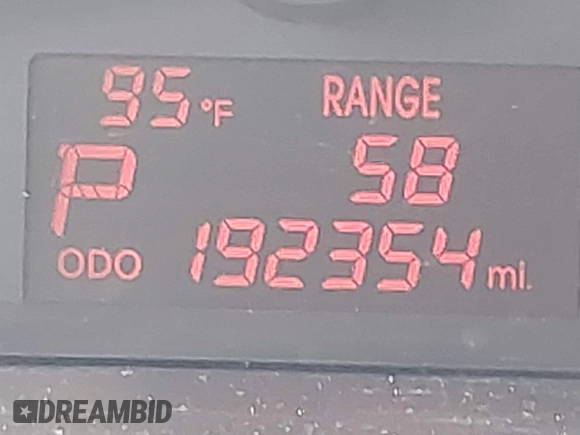 95°F RANGE
P 58
ODO 192354 mi.
DREAMBID